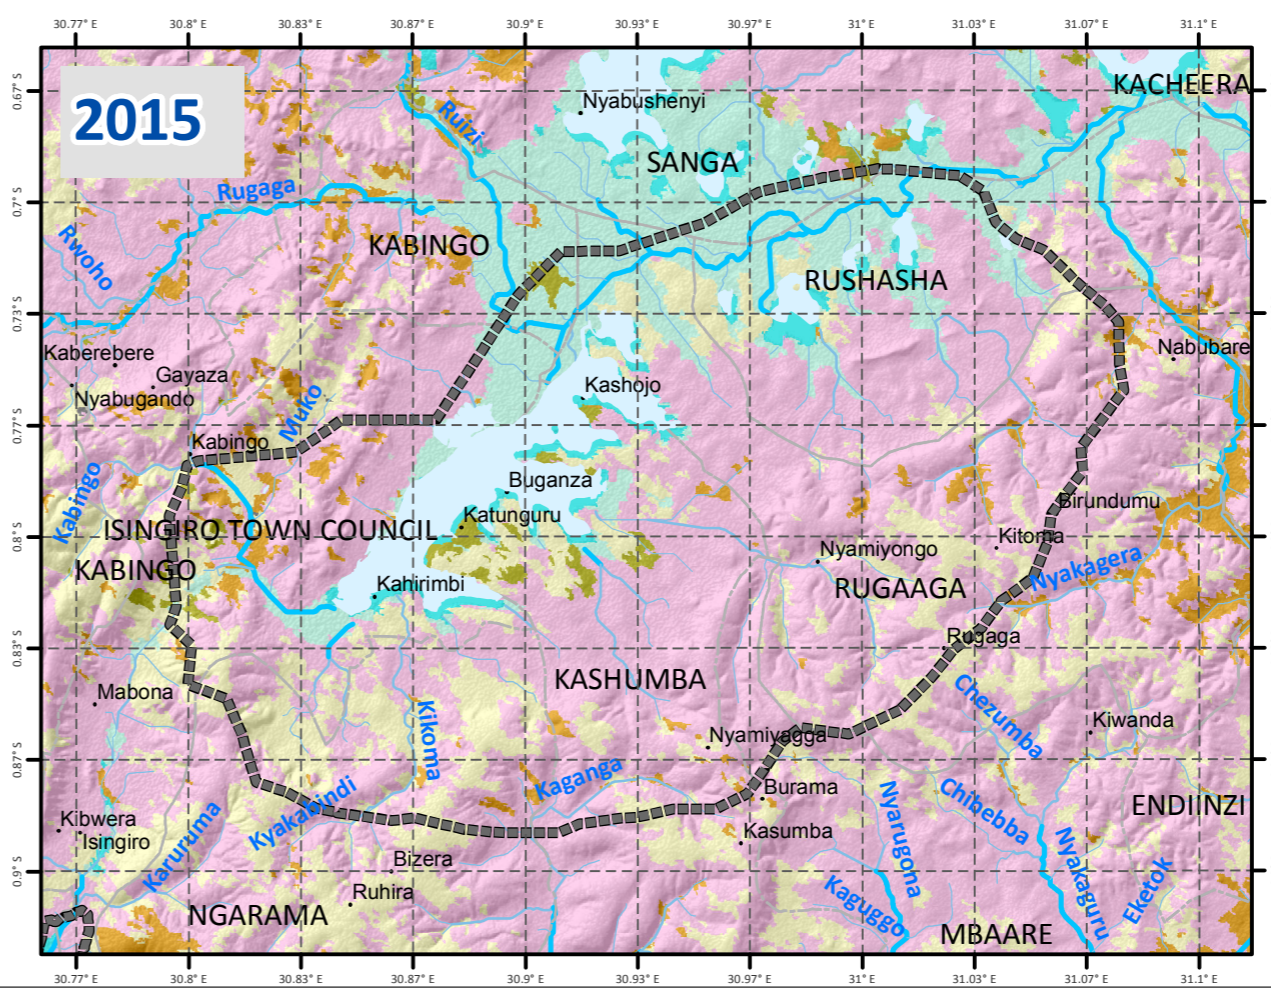 30.77° E 30.8° E 30.83° E 30.87° E 30.9° E 30.93° E 30.97° E 31° E 31.03° E 31.07° E 31.1° E
2015
KACHEERA
0.67° S
Nyabushenyi
Ruizi
SANGA
Rugaga
0.7° S
Rwoho
KABINGO
RUSHASHA
0.73° S
Kaberebere
Nabubare
Gayaza
Kashojo
Nyabugando
Muko
0.77° S
Kabingo
Kabingo
Buganza
Birundumu
Katunguru
ISINGIRO TOWN COUNCIL
0.8° S
Kitoma
Nyamiyongo
KABINGO
Nyakagera
Kahirimbi
RUGAAGA
Rugaga
0.83° S
KASHUMBA
Mabona
Chezumba
Kiwanda
Kikoma
Nyamiyagga
0.87° S
Kaganga
Burama
Kyakabindi
Chibebba
ENDIINZI
Kibwera
Kasumba
Isingiro
Karuruma
Nyarugona
Nyakaguru
Bizera
0.9° S
Ruhira
Kaguggo
Eketok
NGARAMA
MBAARE
30.77° E 30.8° E 30.83° E 30.87° E 30.9° E 30.93° E 30.97° E 31° E 31.03° E 31.07° E 31.1° E